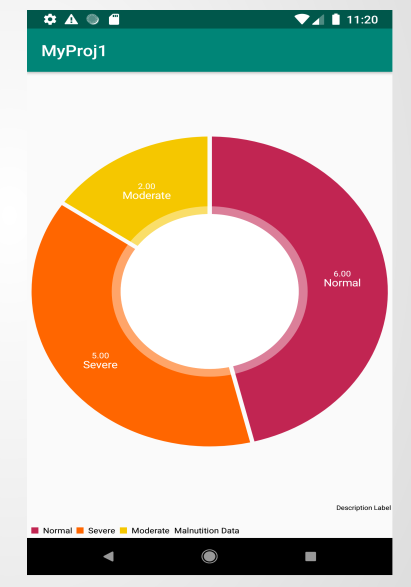 11:20
MyProj1
2.00
Moderate
6.00
Normal
5.00
Severe
Description Label
Normal Severe Moderate Malnutition Data